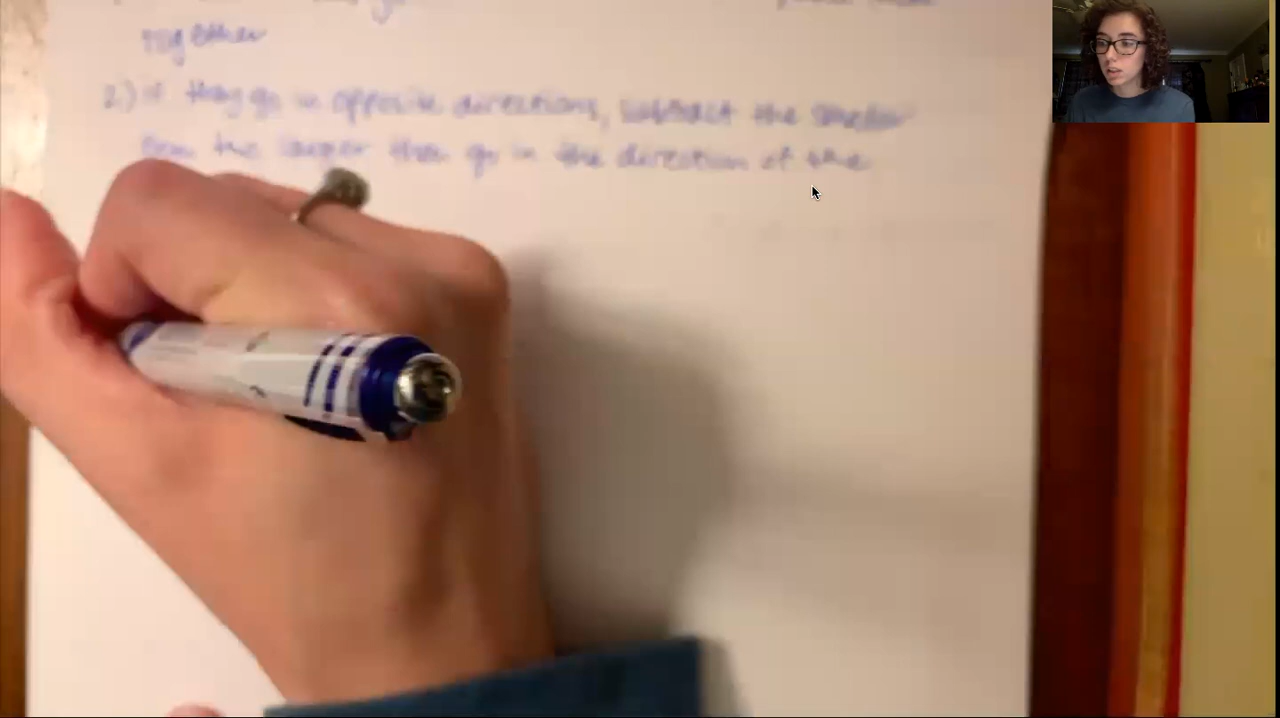 together
2) if they go in opposite directions, subtract the smaller
from the larger then go in the direction of the